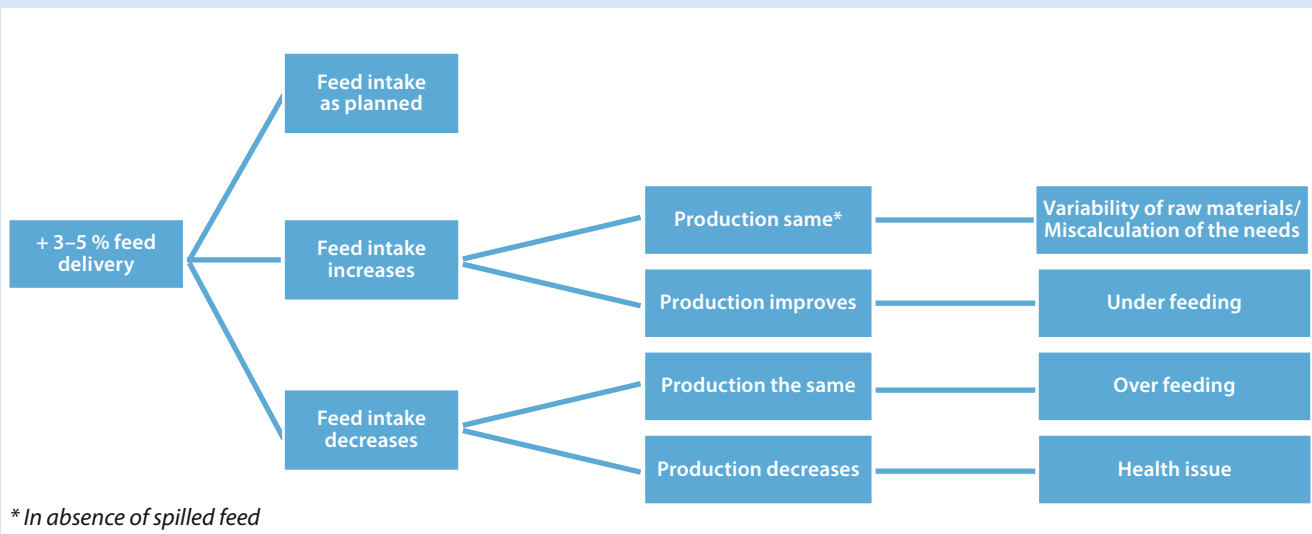 + 3–5 % feed
delivery
Feed intake
as planned
Feed intake
increases
Feed intake
decreases
Production same*
Production improves
Production the same
Production decreases
Variability of raw materials/
Miscalculation of the needs
Under feeding
Over feeding
Health issue
* In absence of spilled feed